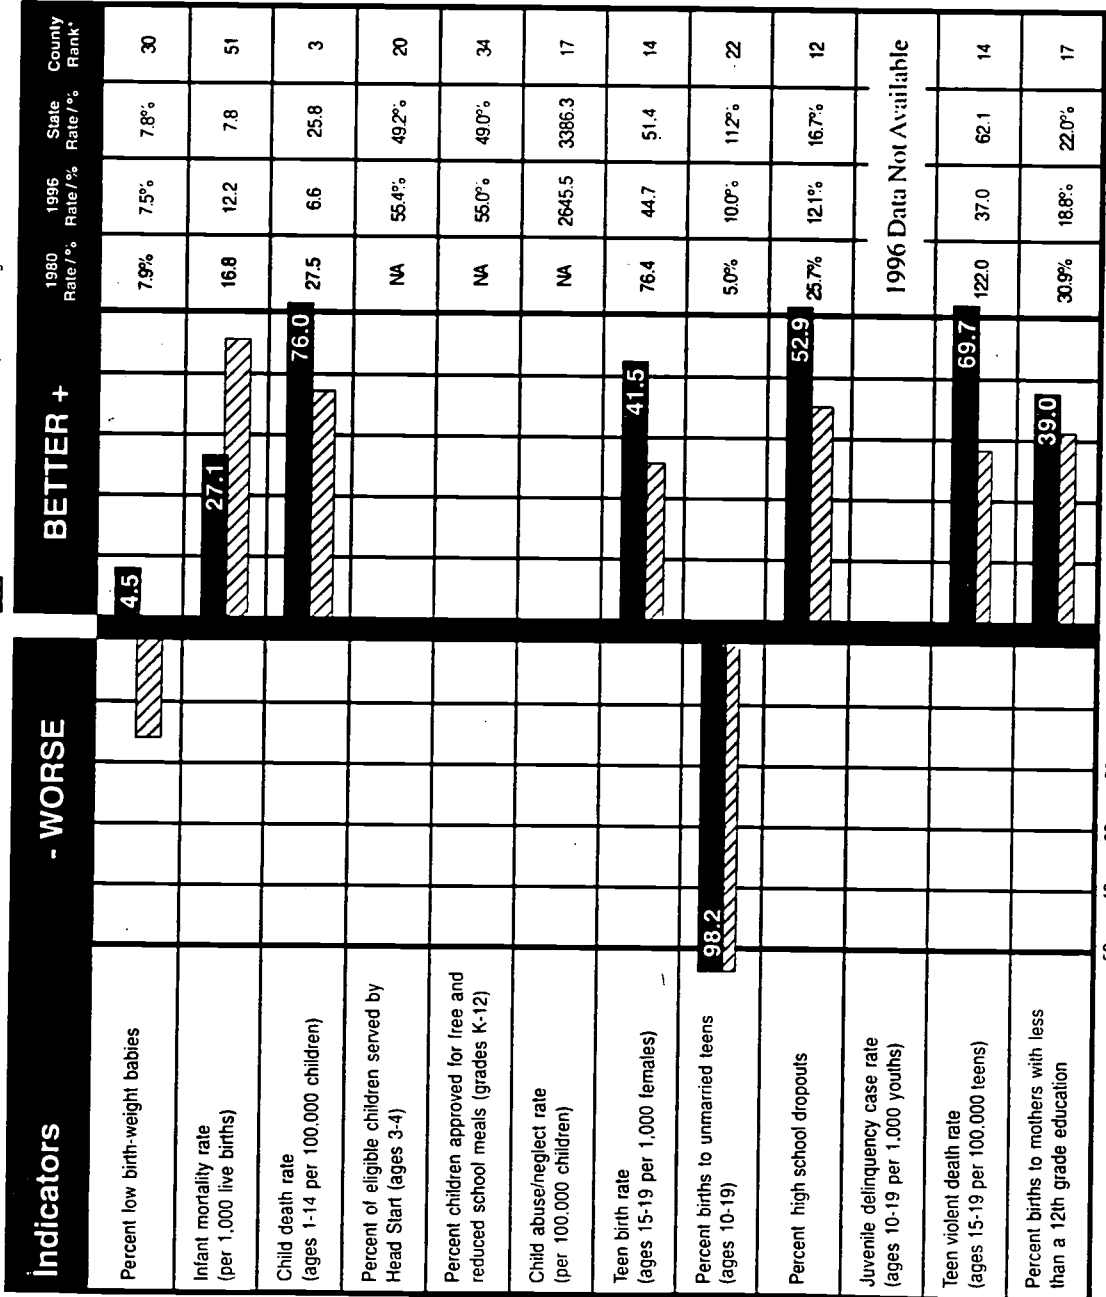 Indicators - WORSE BETTER + 1980 Rate/% 1996 Rate/% State Rate/% County Rank*
Percent low birth-weight babies 4.5 7.9% 7.5% 7.8% 30
Infant mortality rate
(per 1,000 live births) 27.1 16.8 12.2 7.8 51
Child death rate
(ages 1-14 per 100,000 children) 76.0 27.5 6.6 25.8 3
Percent of eligible children served by
Head Start (ages 3-4) NA 55.4% 49.2% 20
Percent children approved for free and
reduced school meals (grades K-12) NA 55.0% 49.0% 34
Child abuse/neglect rate
(per 100,000 children) NA 2645.5 3386.3 17
Teen birth rate
(ages 15-19 per 1,000 females) 41.5 76.4 44.7 51.4 14
Percent births to unmarried teens
(ages 10-19) 98.2 5.0% 10.0% 11.2% 22
Percent high school dropouts 52.9 25.7% 12.1% 16.7% 12
Juvenile delinquency case rate
(ages 10-19 per 1,000 youths) 1996 Data Not Available
Teen violent death rate
(ages 15-19 per 100,000 teens) 69.7 122.0 37.0 62.1 14
Percent births to mothers with less
than a 12th grade education 39.0 30.9% 18.8% 22.0% 17